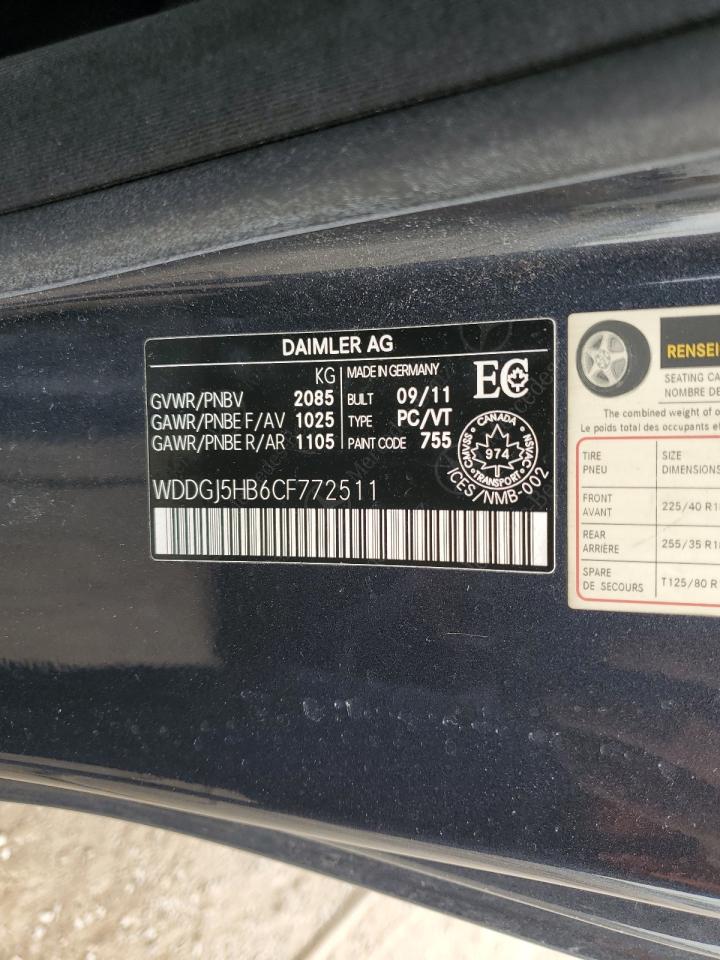 DAIMLER AG
KG
GVWR/PNBV 2085
GAWR/PNBE F/AV 1025
GAWR/PNBE R/AR 1105
MADE IN GERMANY
BUILT 09/11
TYPE PC/VT
PAINT CODE 755
EC
CANADA
974
TRANSPORT
CMVSS
NSVAC
ICES/NMB-002
WDDGJ5HB6CF772511
RENSEI
SEATING CA
NOMBRE DE
The combined weight of o
Le poids total des occupants et
TIRE
PNEU
SIZE
DIMENSIONS
FRONT
AVANT
225/40 R1
REAR
ARRIÈRE
255/35 R1
SPARE
DE SECOURS
T125/80 R